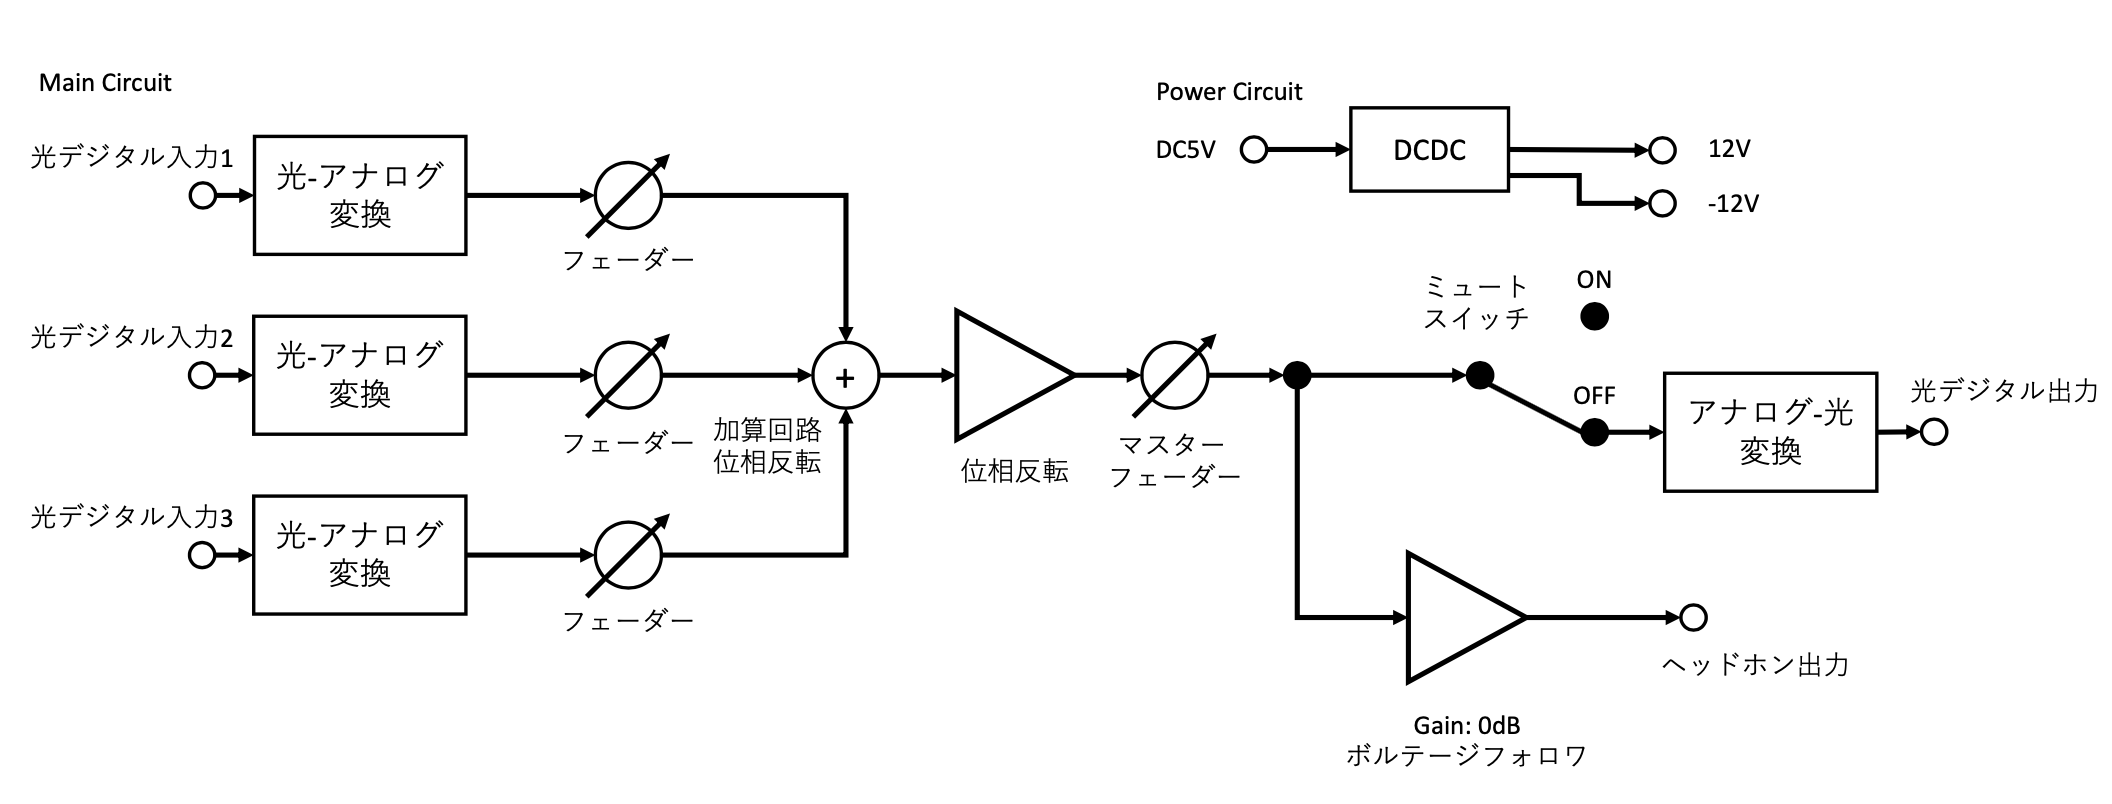 Main Circuit
光デジタル入力1
光-アナログ
変換
フェーダー
光デジタル入力2
光-アナログ
変換
フェーダー
光デジタル入力3
光-アナログ
変換
フェーダー
+
加算回路
位相反転
位相反転
マスター
フェーダー
Power Circuit
DC5V
DCDC
12V
-12V
ミュート
スイッチ
ON
OFF
アナログ-光
変換
光デジタル出力
ヘッドホン出力
Gain: 0dB
ボルテージフォロワ